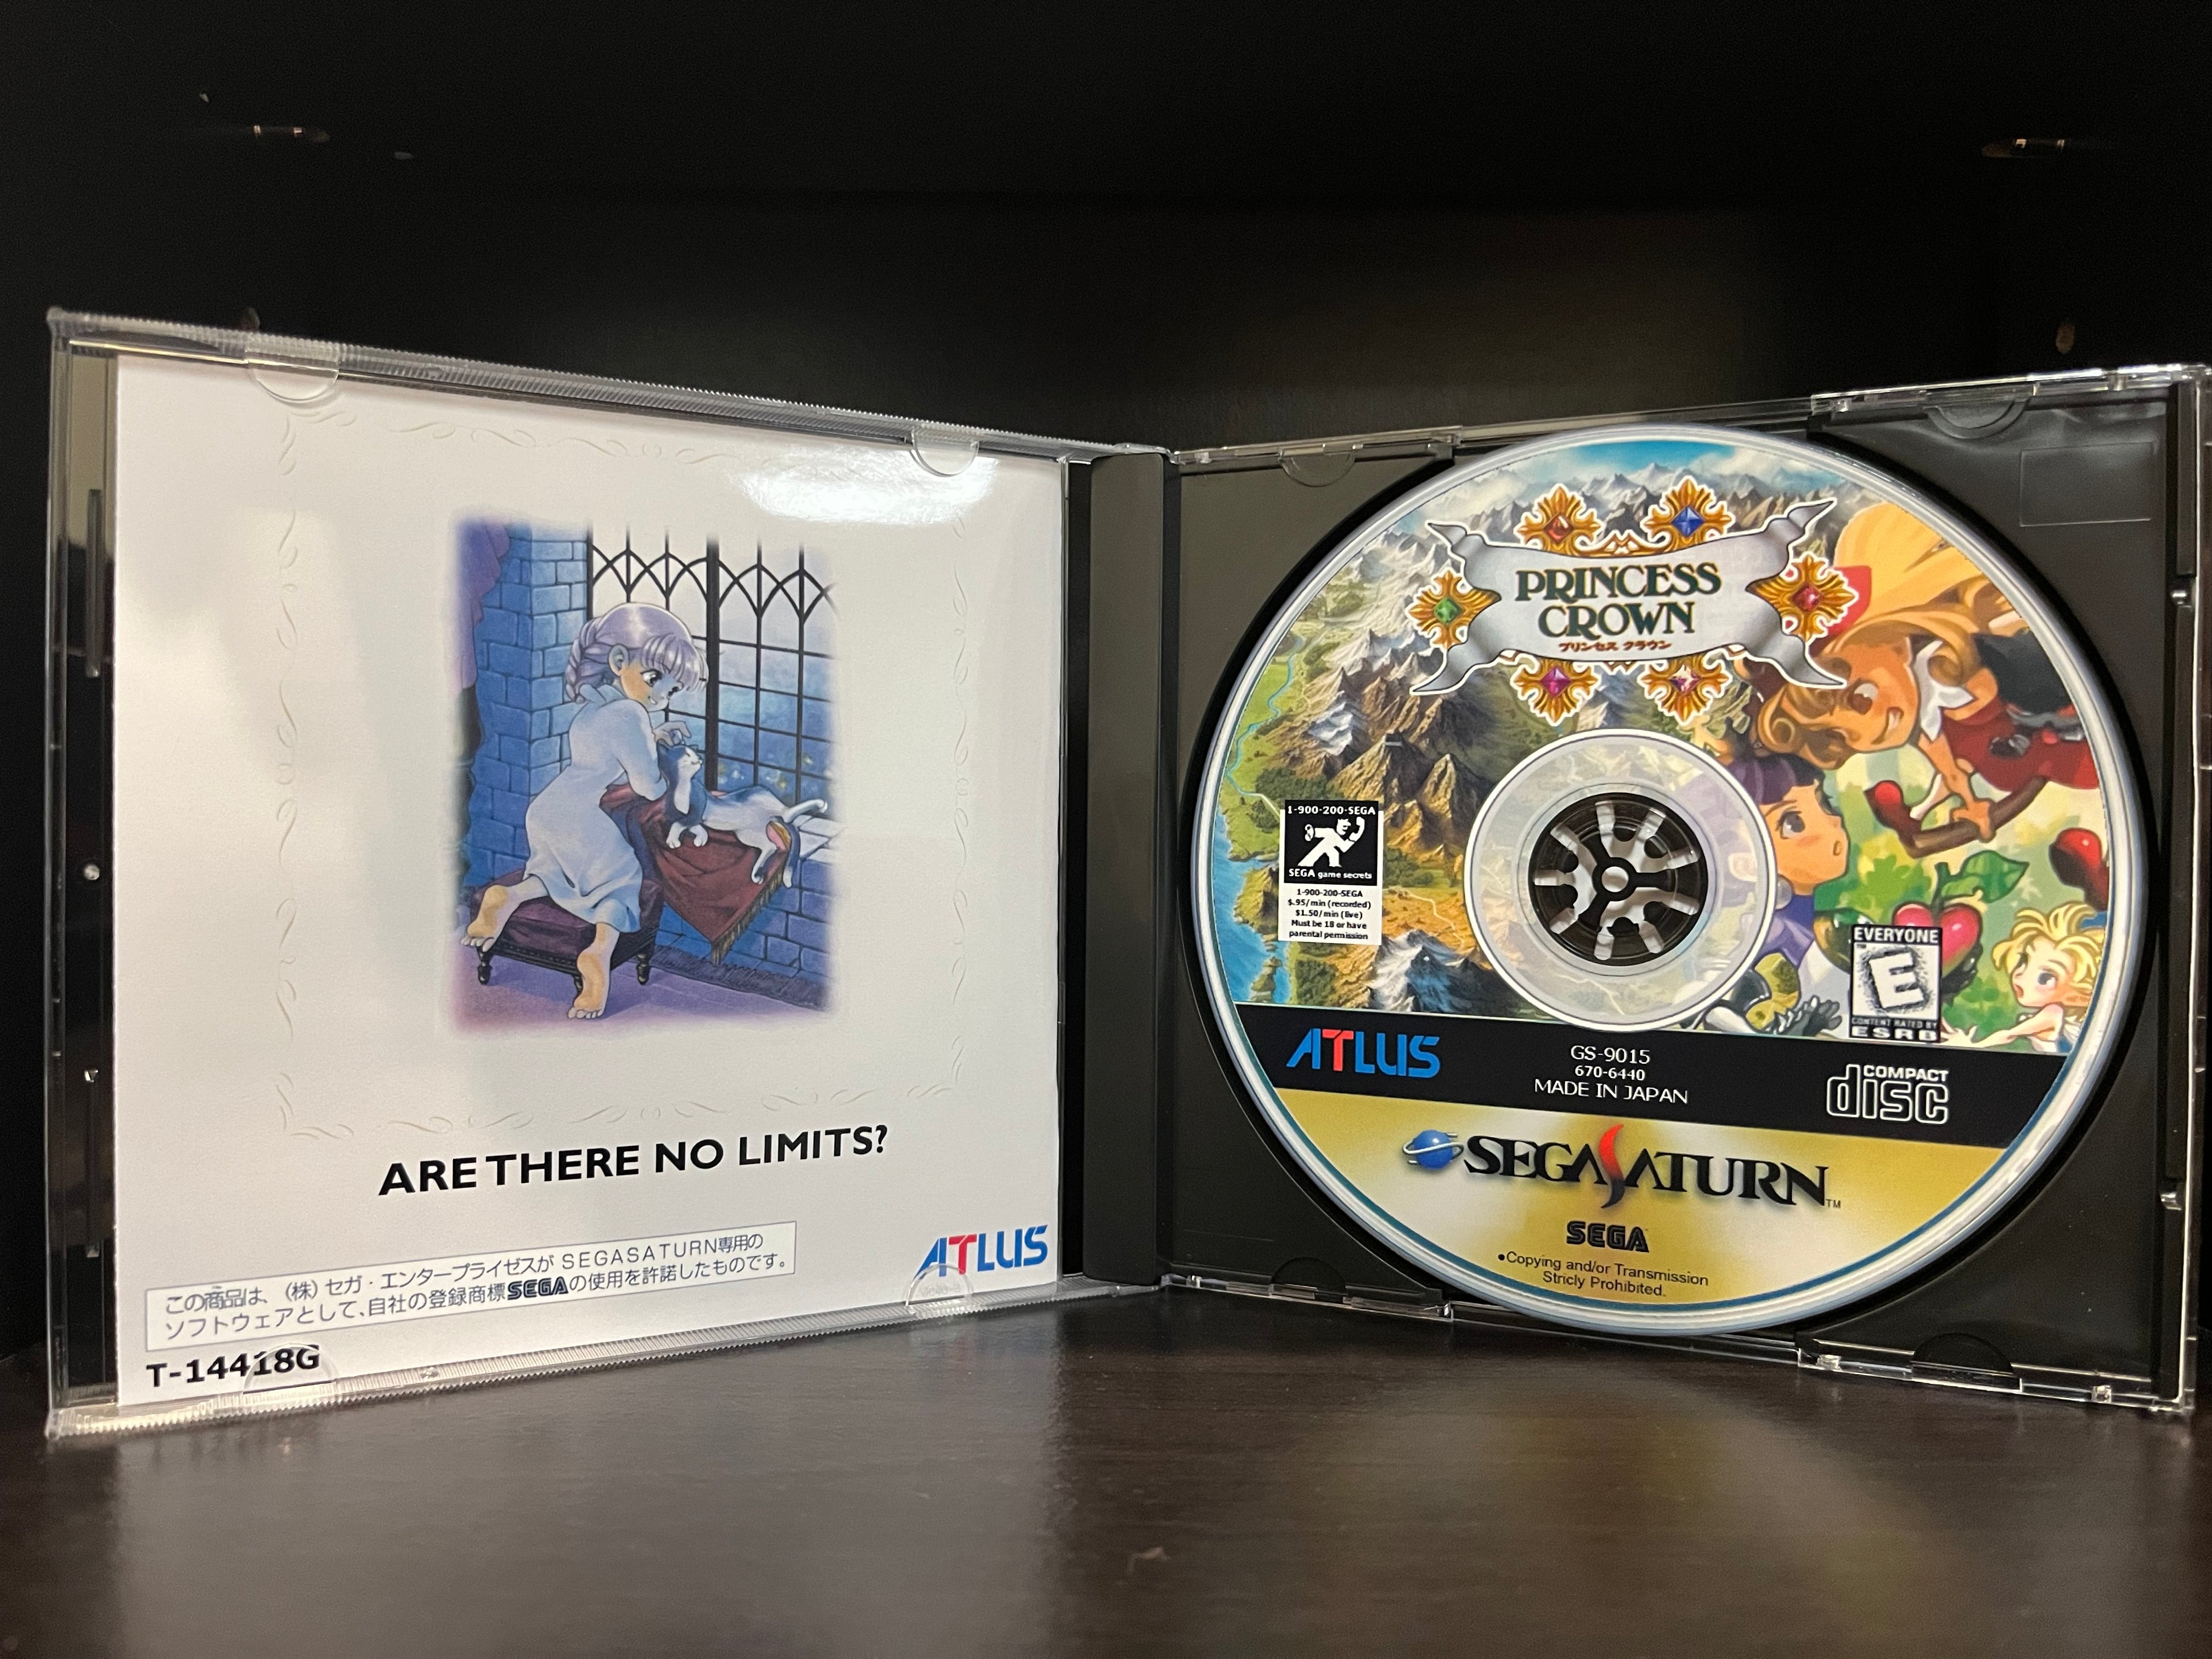 ARE THERE NO LIMITS?
この商品は、(株)セガ・エンタープライゼスが SEGASATURN専用の
ソフトウェアとして、自社の登録商標SEGAの使用を許諾したものです。
ATLUS
T-14418G
PRINCESS
CROWN
プリンセス クラウン
1-900-200-SEGA
SEGA game secrets
1-900-200-SEGA
$.95/min (recorded)
$1.50/min (live)
Must be 18 or have
parental permission
EVERYONE
E
CONTENT RATED BY
ESRB
ATLUS
GS-9015
670-6440
MADE IN JAPAN
COMPACT
disc
SEGA SATURN™
SEGA
•Copying and/or Transmission
Stricly Prohibited.